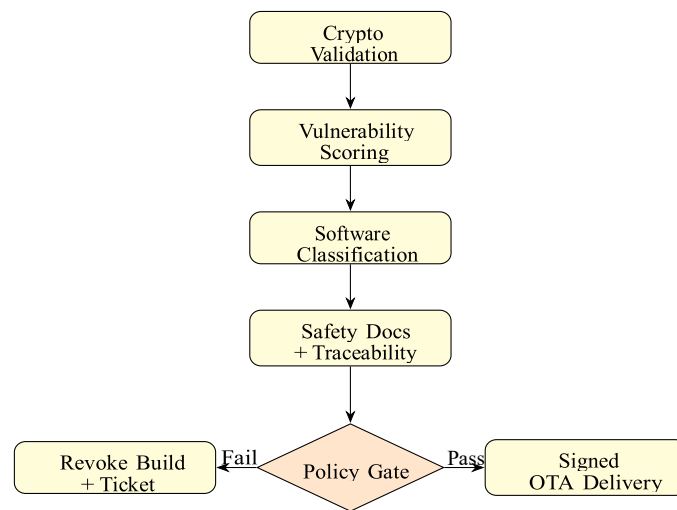 Crypto
Validation
Vulnerability
Scoring
Software
Classification
Safety Docs
+ Traceability
Fail
Pass
Revoke Build
+ Ticket
Policy Gate
Signed
OTA Delivery